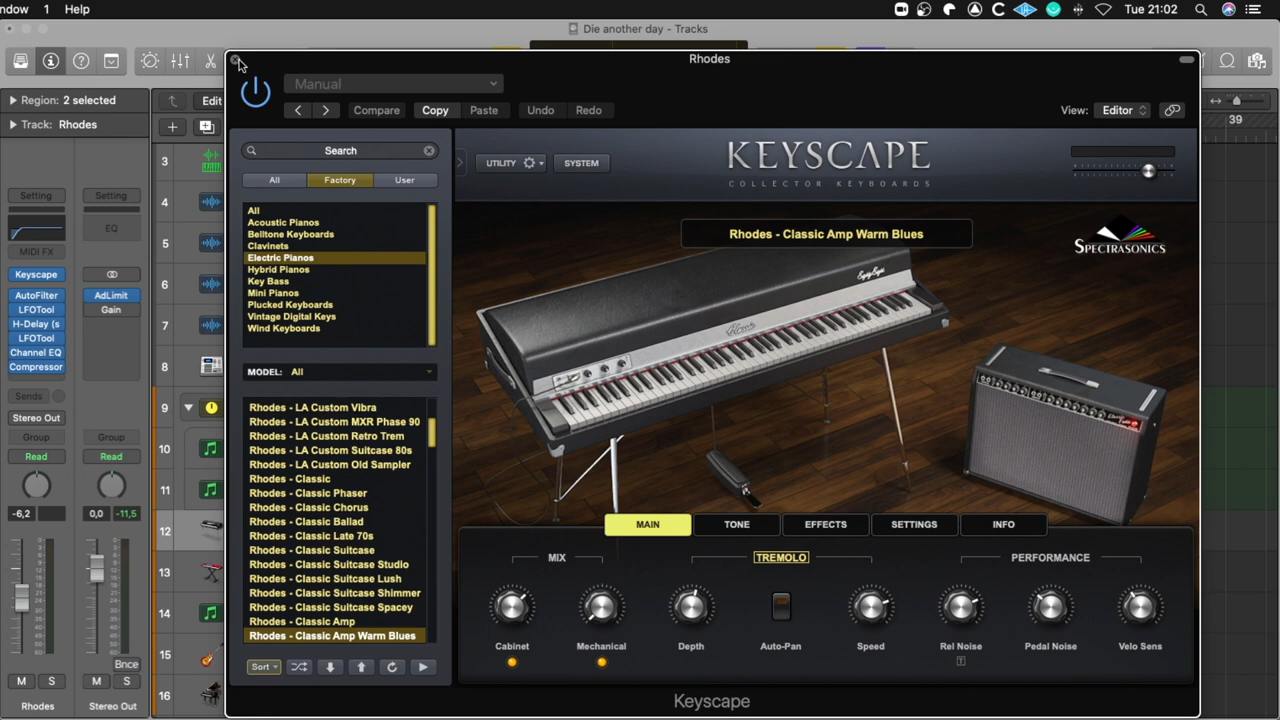 ndow 1 Help
Tue 21:02
Die another day - Tracks
Region: 2 selected
Track: Rhodes
Edit
39
Rhodes
Manual
Compare Copy Paste Undo Redo
View: Editor
Search
All Factory User
UTILITY SYSTEM
KEYSCAPE
COLLECTOR KEYBOARDS
Rhodes - Classic Amp Warm Blues
SPECTRASONICS
All
Acoustic Pianos
Belltone Keyboards
Clavinets
Electric Pianos
Hybrid Pianos
Key Bass
Mini Pianos
Plucked Keyboards
Vintage Digital Keys
Wind Keyboards
MODEL: All
Rhodes - LA Custom Vibra
Rhodes - LA Custom MXR Phase 90
Rhodes - LA Custom Retro Trem
Rhodes - LA Custom Suitcase 80s
Rhodes - LA Custom Old Sampler
Rhodes - Classic
Rhodes - Classic Phaser
Rhodes - Classic Chorus
Rhodes - Classic Ballad
Rhodes - Classic Late 70s
Rhodes - Classic Suitcase
Rhodes - Classic Suitcase Studio
Rhodes - Classic Suitcase Lush
Rhodes - Classic Suitcase Shimmer
Rhodes - Classic Suitcase Spacey
Rhodes - Classic Amp
Rhodes - Classic Amp Warm Blues
Sort
MAIN TONE EFFECTS SETTINGS INFO
MIX TREMOLO PERFORMANCE
Cabinet Mechanical Depth Auto-Pan Speed Rel Noise Pedal Noise Velo Sens
Keyscape
Setting Setting
EQ
MIDI FX
Keyscape
AutoFilter AdLimit
LFOTool Gain
H-Delay (s
LFOTool
Channel EQ
Compressor
Sends
Stereo Out
Group Group
Read Read
-6,2 0,0 -11,5
Bnce
M S M S
Rhodes Stereo Out
3
4
5
6
7
8
9
10
11
12
13
14
15
16